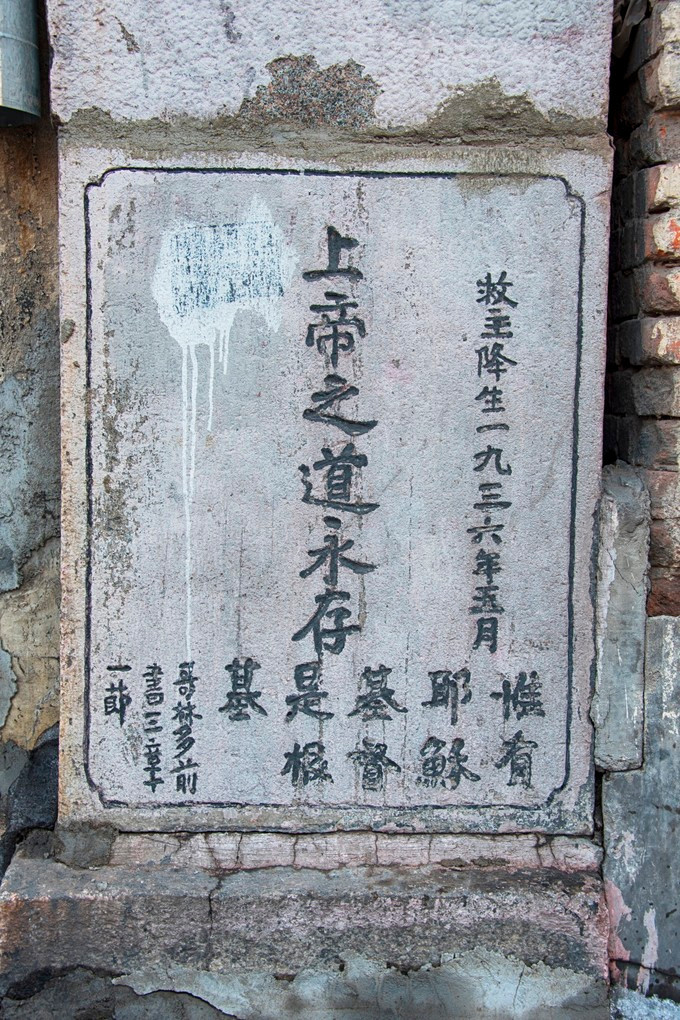 救主降生一九三六年五月
上帝之道永存
惟有
耶穌
基督
是根
基
哥林多前
書三章十
一節